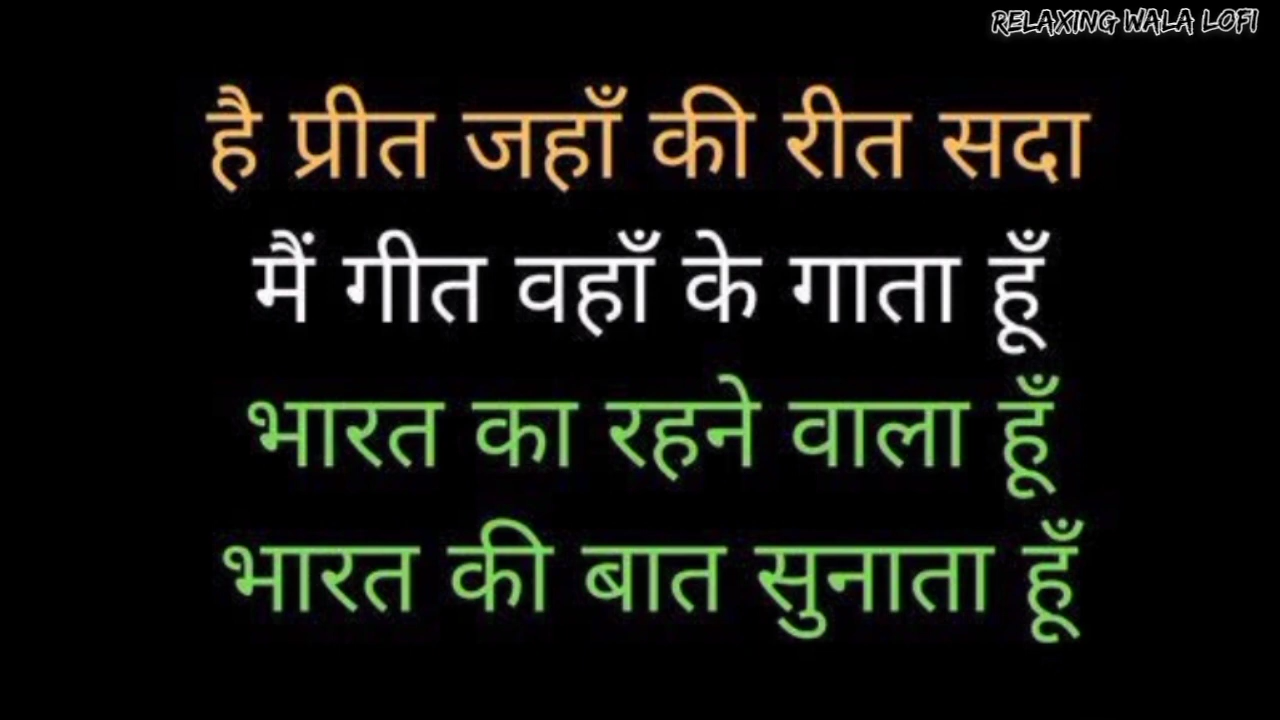 RELAXING WALA LOFI
है प्रीत जहाँ की रीत सदा
मैं गीत वहाँ के गाता हूँ
भारत का रहने वाला हूँ
भारत की बात सुनाता हूँ